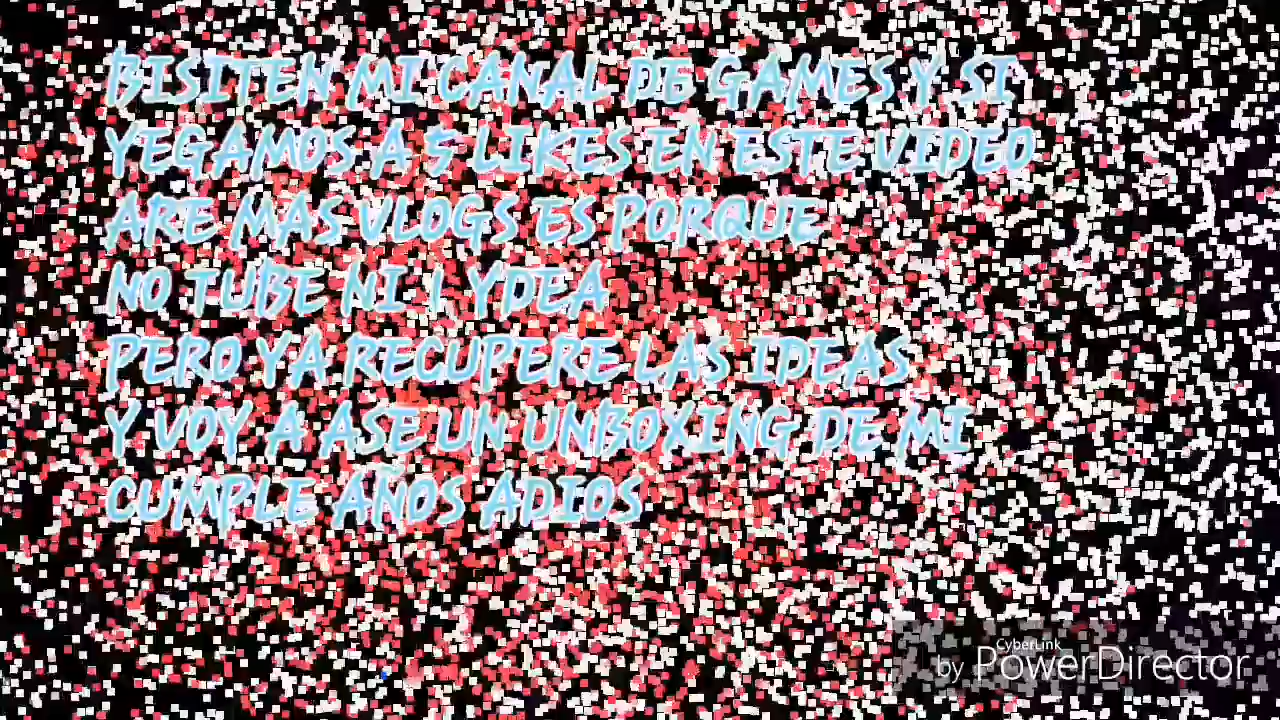 BISITEN MI CANAL DE GAMES Y SI
YEGAMOS A 5 LIKES EN ESTE VIDEO
ARE MAS VLOGS ES PORQUE
NO TUBE NI 1 YDEA
PERO YA RECUPERE LAS IDEAS
Y VOY A ASE UN UNBOXING DE MI
CUMPLE AÑOS ADIOS
CyberLink
by PowerDirector